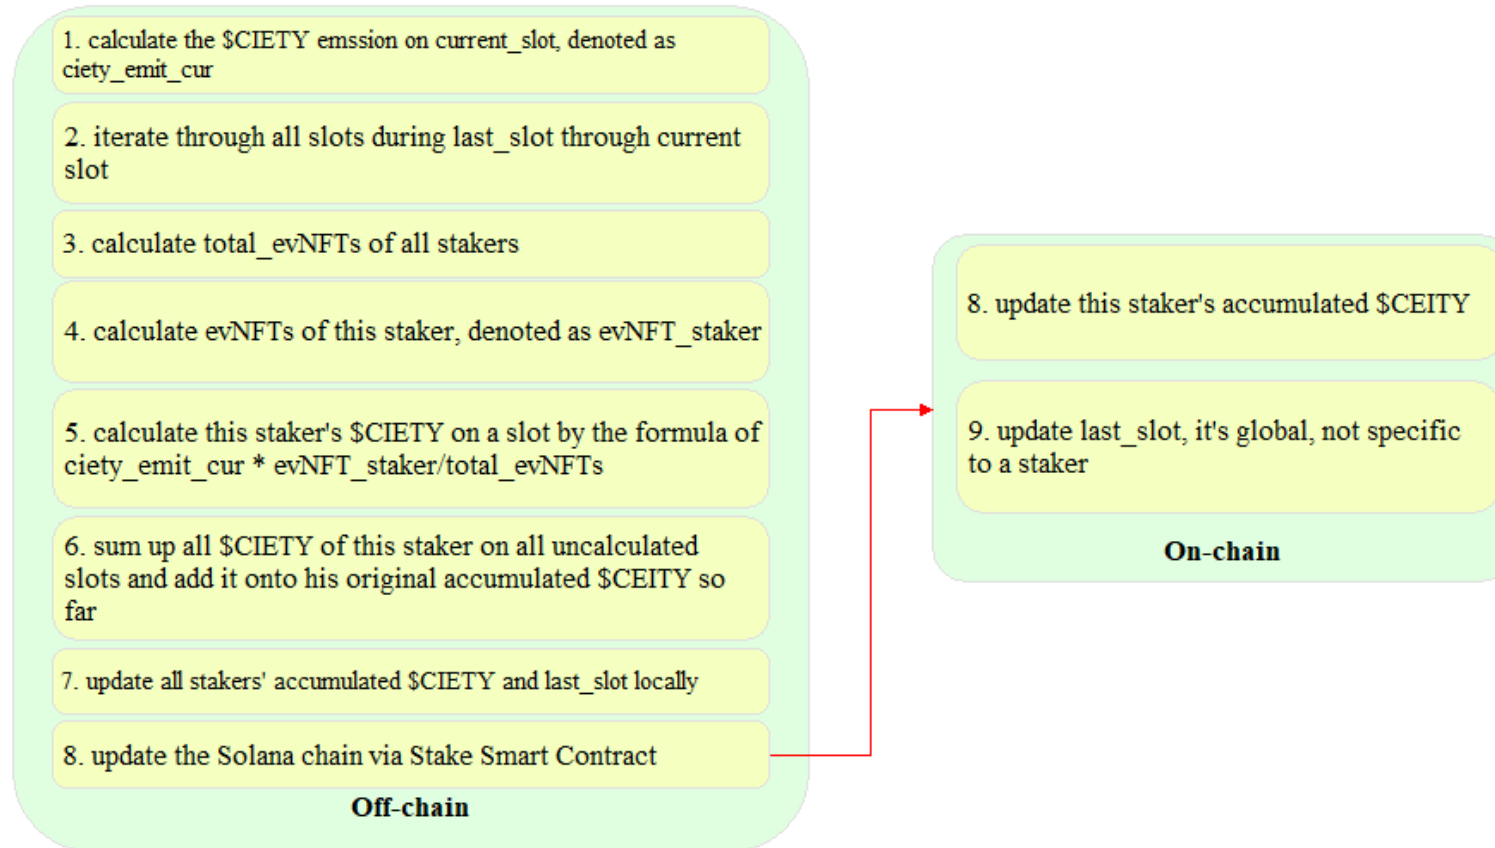 1. calculate the $CIETY emssion on current_slot, denoted as
ciety_emit_cur
2. iterate through all slots during last_slot through current
slot
3. calculate total_evNFTs of all stakers
4. calculate evNFTs of this staker, denoted as evNFT_staker
5. calculate this staker's $CIETY on a slot by the formula of
ciety_emit_cur * evNFT_staker/total_evNFTs
6. sum up all $CIETY of this staker on all uncalculated
slots and add it onto his original accumulated $CEITY so
far
7. update all stakers' accumulated $CIETY and last_slot locally
8. update the Solana chain via Stake Smart Contract
Off-chain
8. update this staker's accumulated $CEITY
9. update last_slot, it's global, not specific
to a staker
On-chain